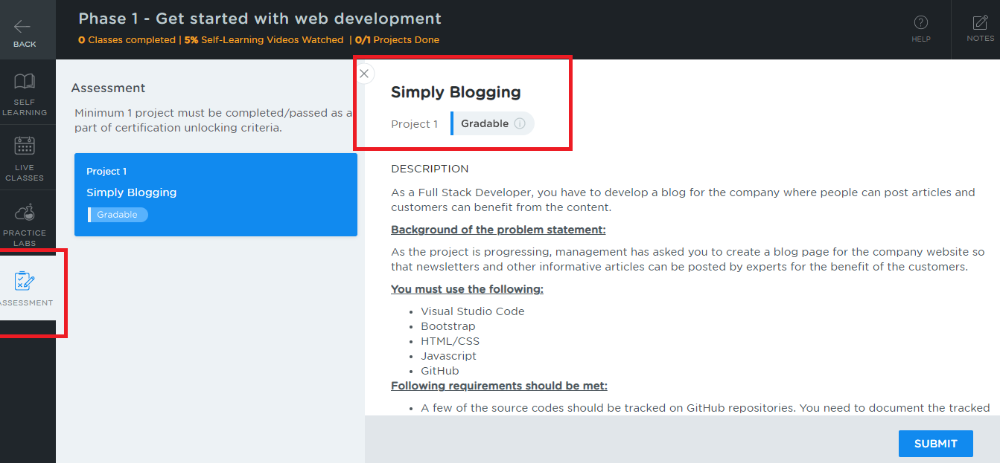 BACK
Phase 1 - Get started with web development
0 Classes completed | 5% Self-Learning Videos Watched | 0/1 Projects Done
HELP
NOTES
SELF
LEARNING
LIVE
CLASSES
PRACTICE
LABS
ASSESSMENT
Assessment
Minimum 1 project must be completed/passed as a
part of certification unlocking criteria.
Project 1
Simply Blogging
Gradable
Simply Blogging
Project 1 Gradable
DESCRIPTION
As a Full Stack Developer, you have to develop a blog for the company where people can post articles and
customers can benefit from the content.
Background of the problem statement:
As the project is progressing, management has asked you to create a blog page for the company website so
that newsletters and other informative articles can be posted by experts for the benefit of the customers.
You must use the following:
• Visual Studio Code
• Bootstrap
• HTML/CSS
• Javascript
• GitHub
Following requirements should be met:
• A few of the source codes should be tracked on GitHub repositories. You need to document the tracked
SUBMIT